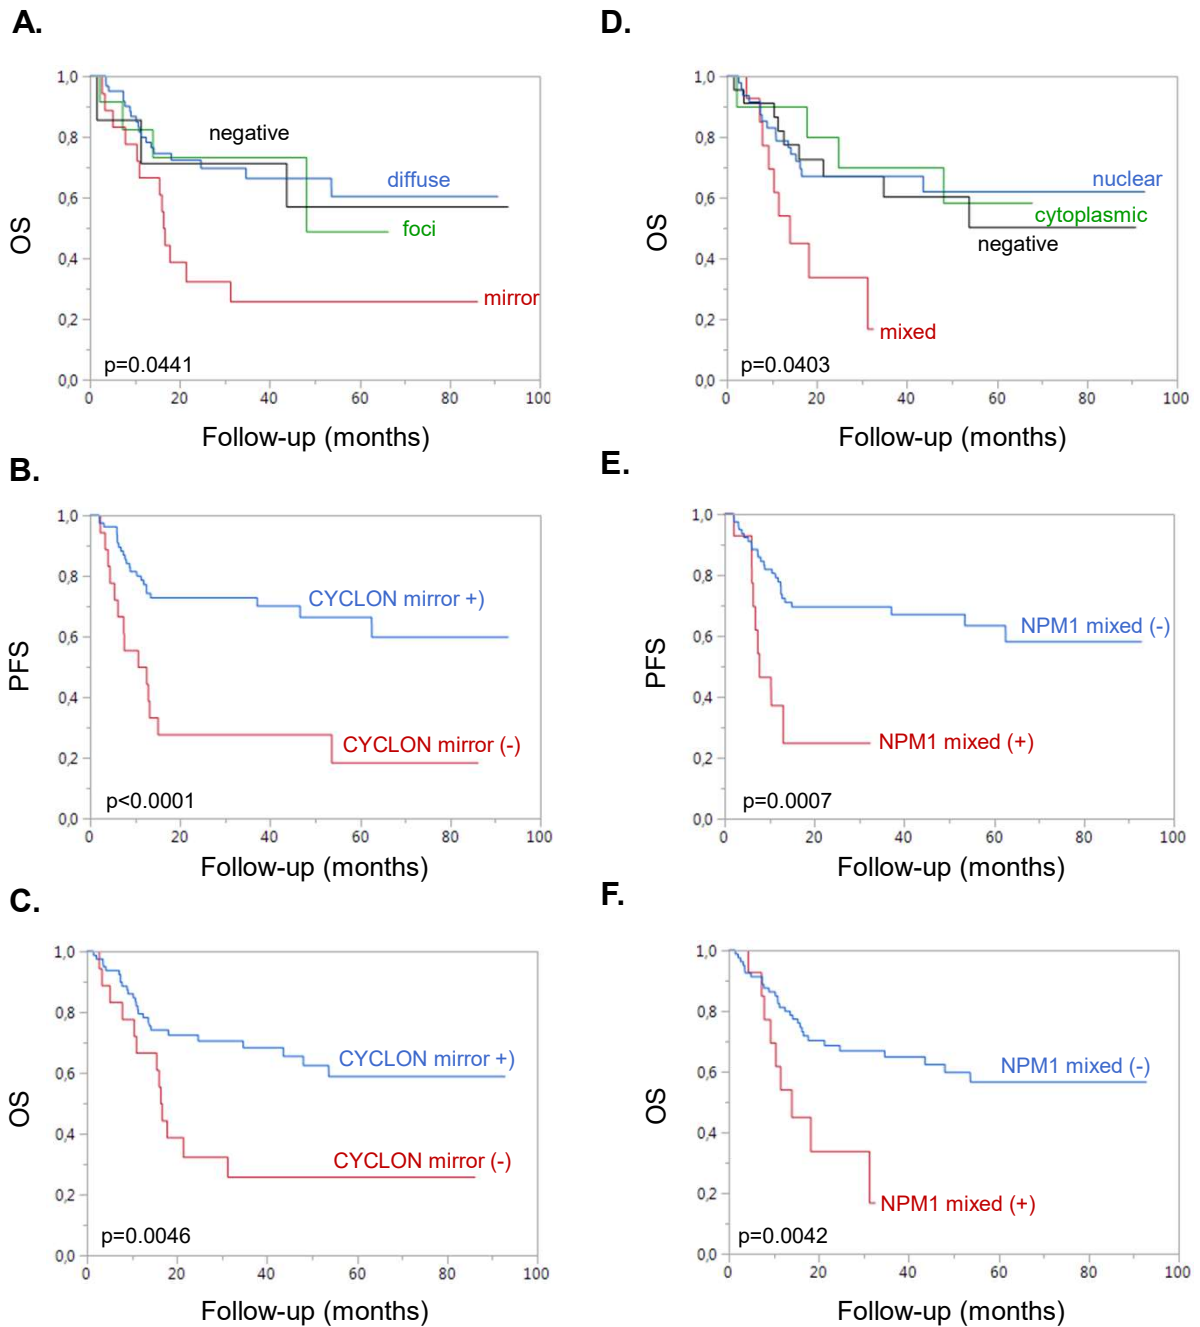 A.
OS
1,0
0,8
0,6
0,4
0,2
0,0
negative
diffuse
foci
mirror
p=0.0441
0 20 40 60 80 100
Follow-up (months)
D.
OS
1,0
0,8
0,6
0,4
0,2
0,0
nuclear
cytoplasmic
negative
mixed
p=0.0403
0 20 40 60 80 100
Follow-up (months)
B.
PFS
1,0
0,8
0,6
0,4
0,2
0,0
CYCLON mirror +)
CYCLON mirror (-)
p<0.0001
0 20 40 60 80 100
Follow-up (months)
E.
PFS
1,0
0,8
0,6
0,4
0,2
0,0
NPM1 mixed (-)
NPM1 mixed (+)
p=0.0007
0 20 40 60 80 100
Follow-up (months)
C.
OS
1,0
0,8
0,6
0,4
0,2
0,0
CYCLON mirror +)
CYCLON mirror (-)
p=0.0046
0 20 40 60 80 100
Follow-up (months)
F.
OS
1,0
0,8
0,6
0,4
0,2
0,0
NPM1 mixed (-)
NPM1 mixed (+)
p=0.0042
0 20 40 60 80 100
Follow-up (months)